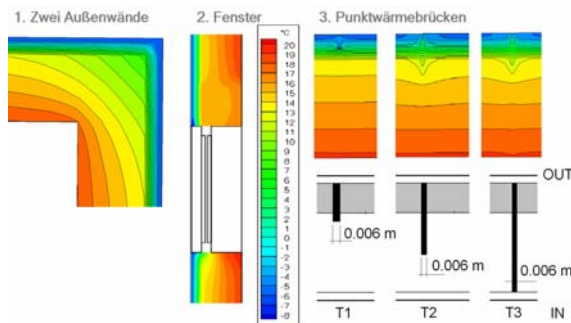 1. Zwei Außenwände
2. Fenster
3. Punktwärmebrücken
°C
20
19
18
17
16
15
14
13
12
11
10
9
8
7
6
5
4
3
2
1
0
-1
-2
-3
-4
-5
-6
-7
-8
OUT
0.006 m
0.006 m
0.006 m
T1
T2
T3
IN